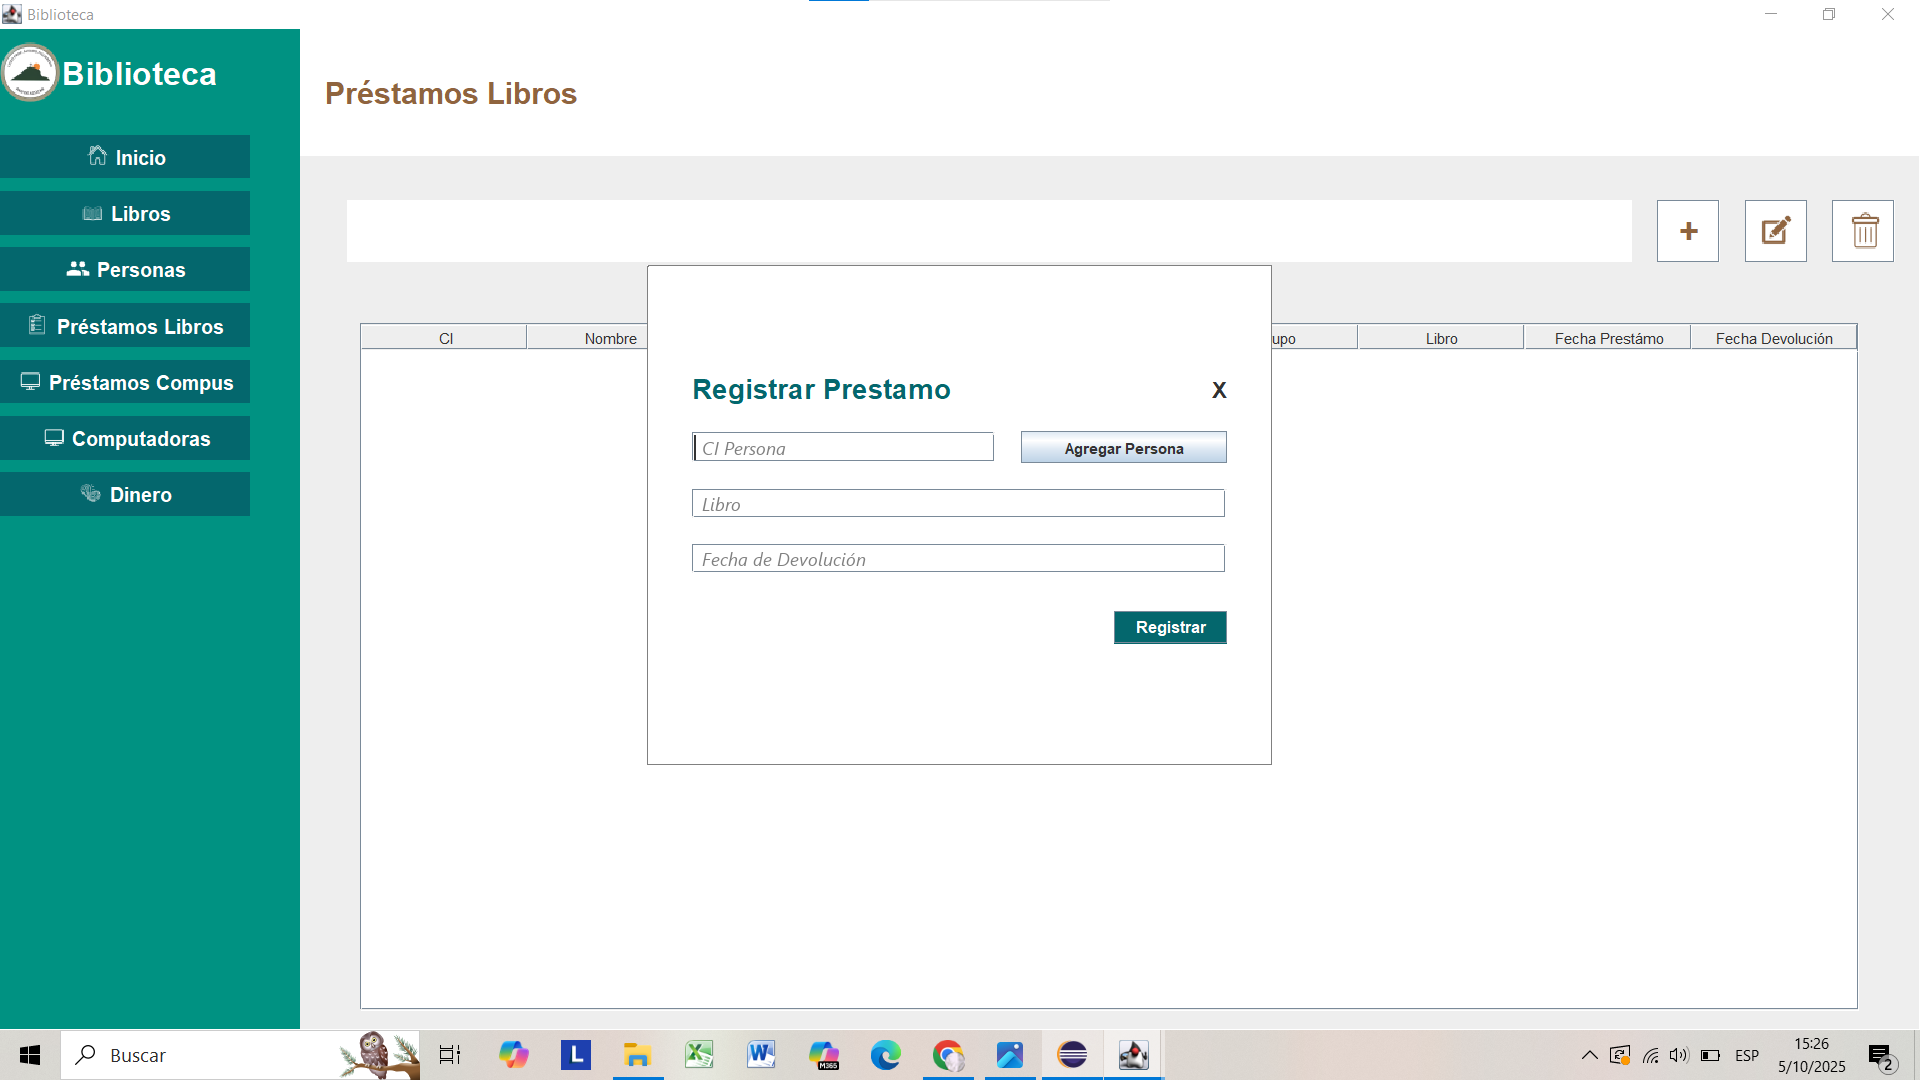 Biblioteca
Biblioteca
Préstamos Libros
Inicio
Libros
Personas
Préstamos Libros
Préstamos Compus
Computadoras
Dinero
+
CI Nombre upo Libro Fecha Prestámo Fecha Devolución
Registrar Prestamo X
CI Persona Agregar Persona
Libro
Fecha de Devolución
Registrar
Buscar
L
M365
ESP
15:26
5/10/2025
2